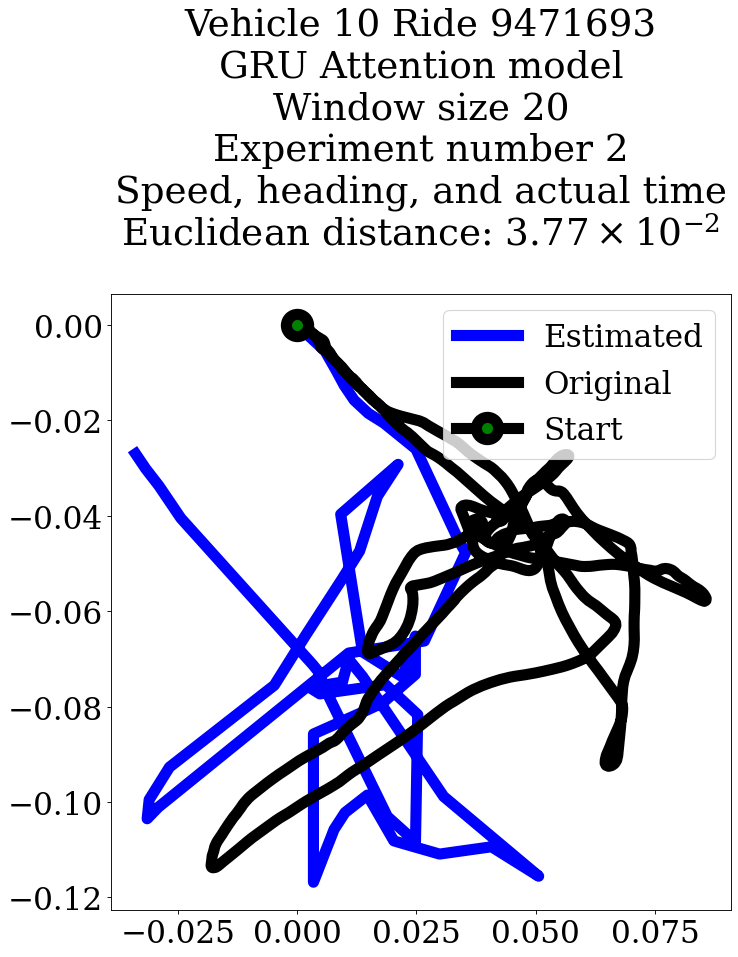 Vehicle 10 Ride 9471693
GRU Attention model
Window size 20
Experiment number 2
Speed, heading, and actual time
Euclidean distance: 3.77 × 10⁻²
Estimated
Original
Start
0.00
−0.02
−0.04
−0.06
−0.08
−0.10
−0.12
−0.025 0.000 0.025 0.050 0.075